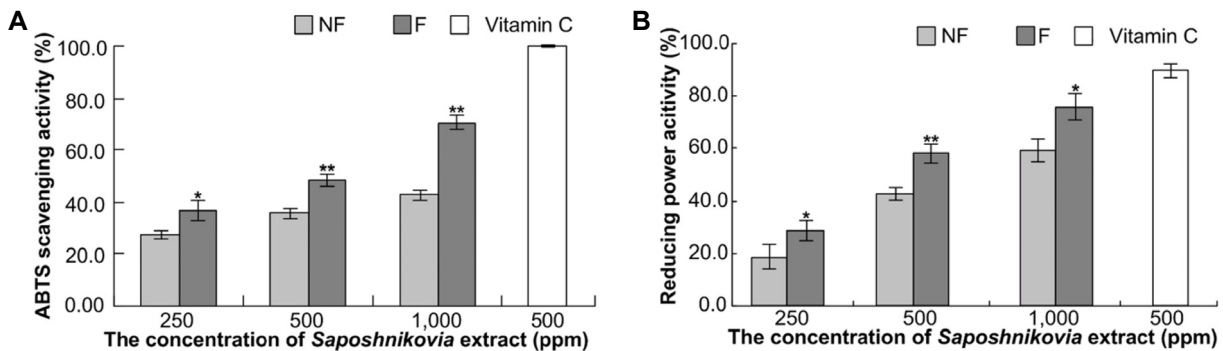 A
NF F Vitamin C
ABTS scavenging activity (%)
100.0
80.0
60.0
40.0
20.0
0.00
* ** **
250 500 1,000 500
The concentration of Saposhnikovia extract (ppm)
B
NF F Vitamin C
Reducing power acitivity (%)
100.0
80.0
60.0
40.0
20.0
0.0
* ** *
250 500 1,000 500
The concentration of Saposhnikovia extract (ppm)